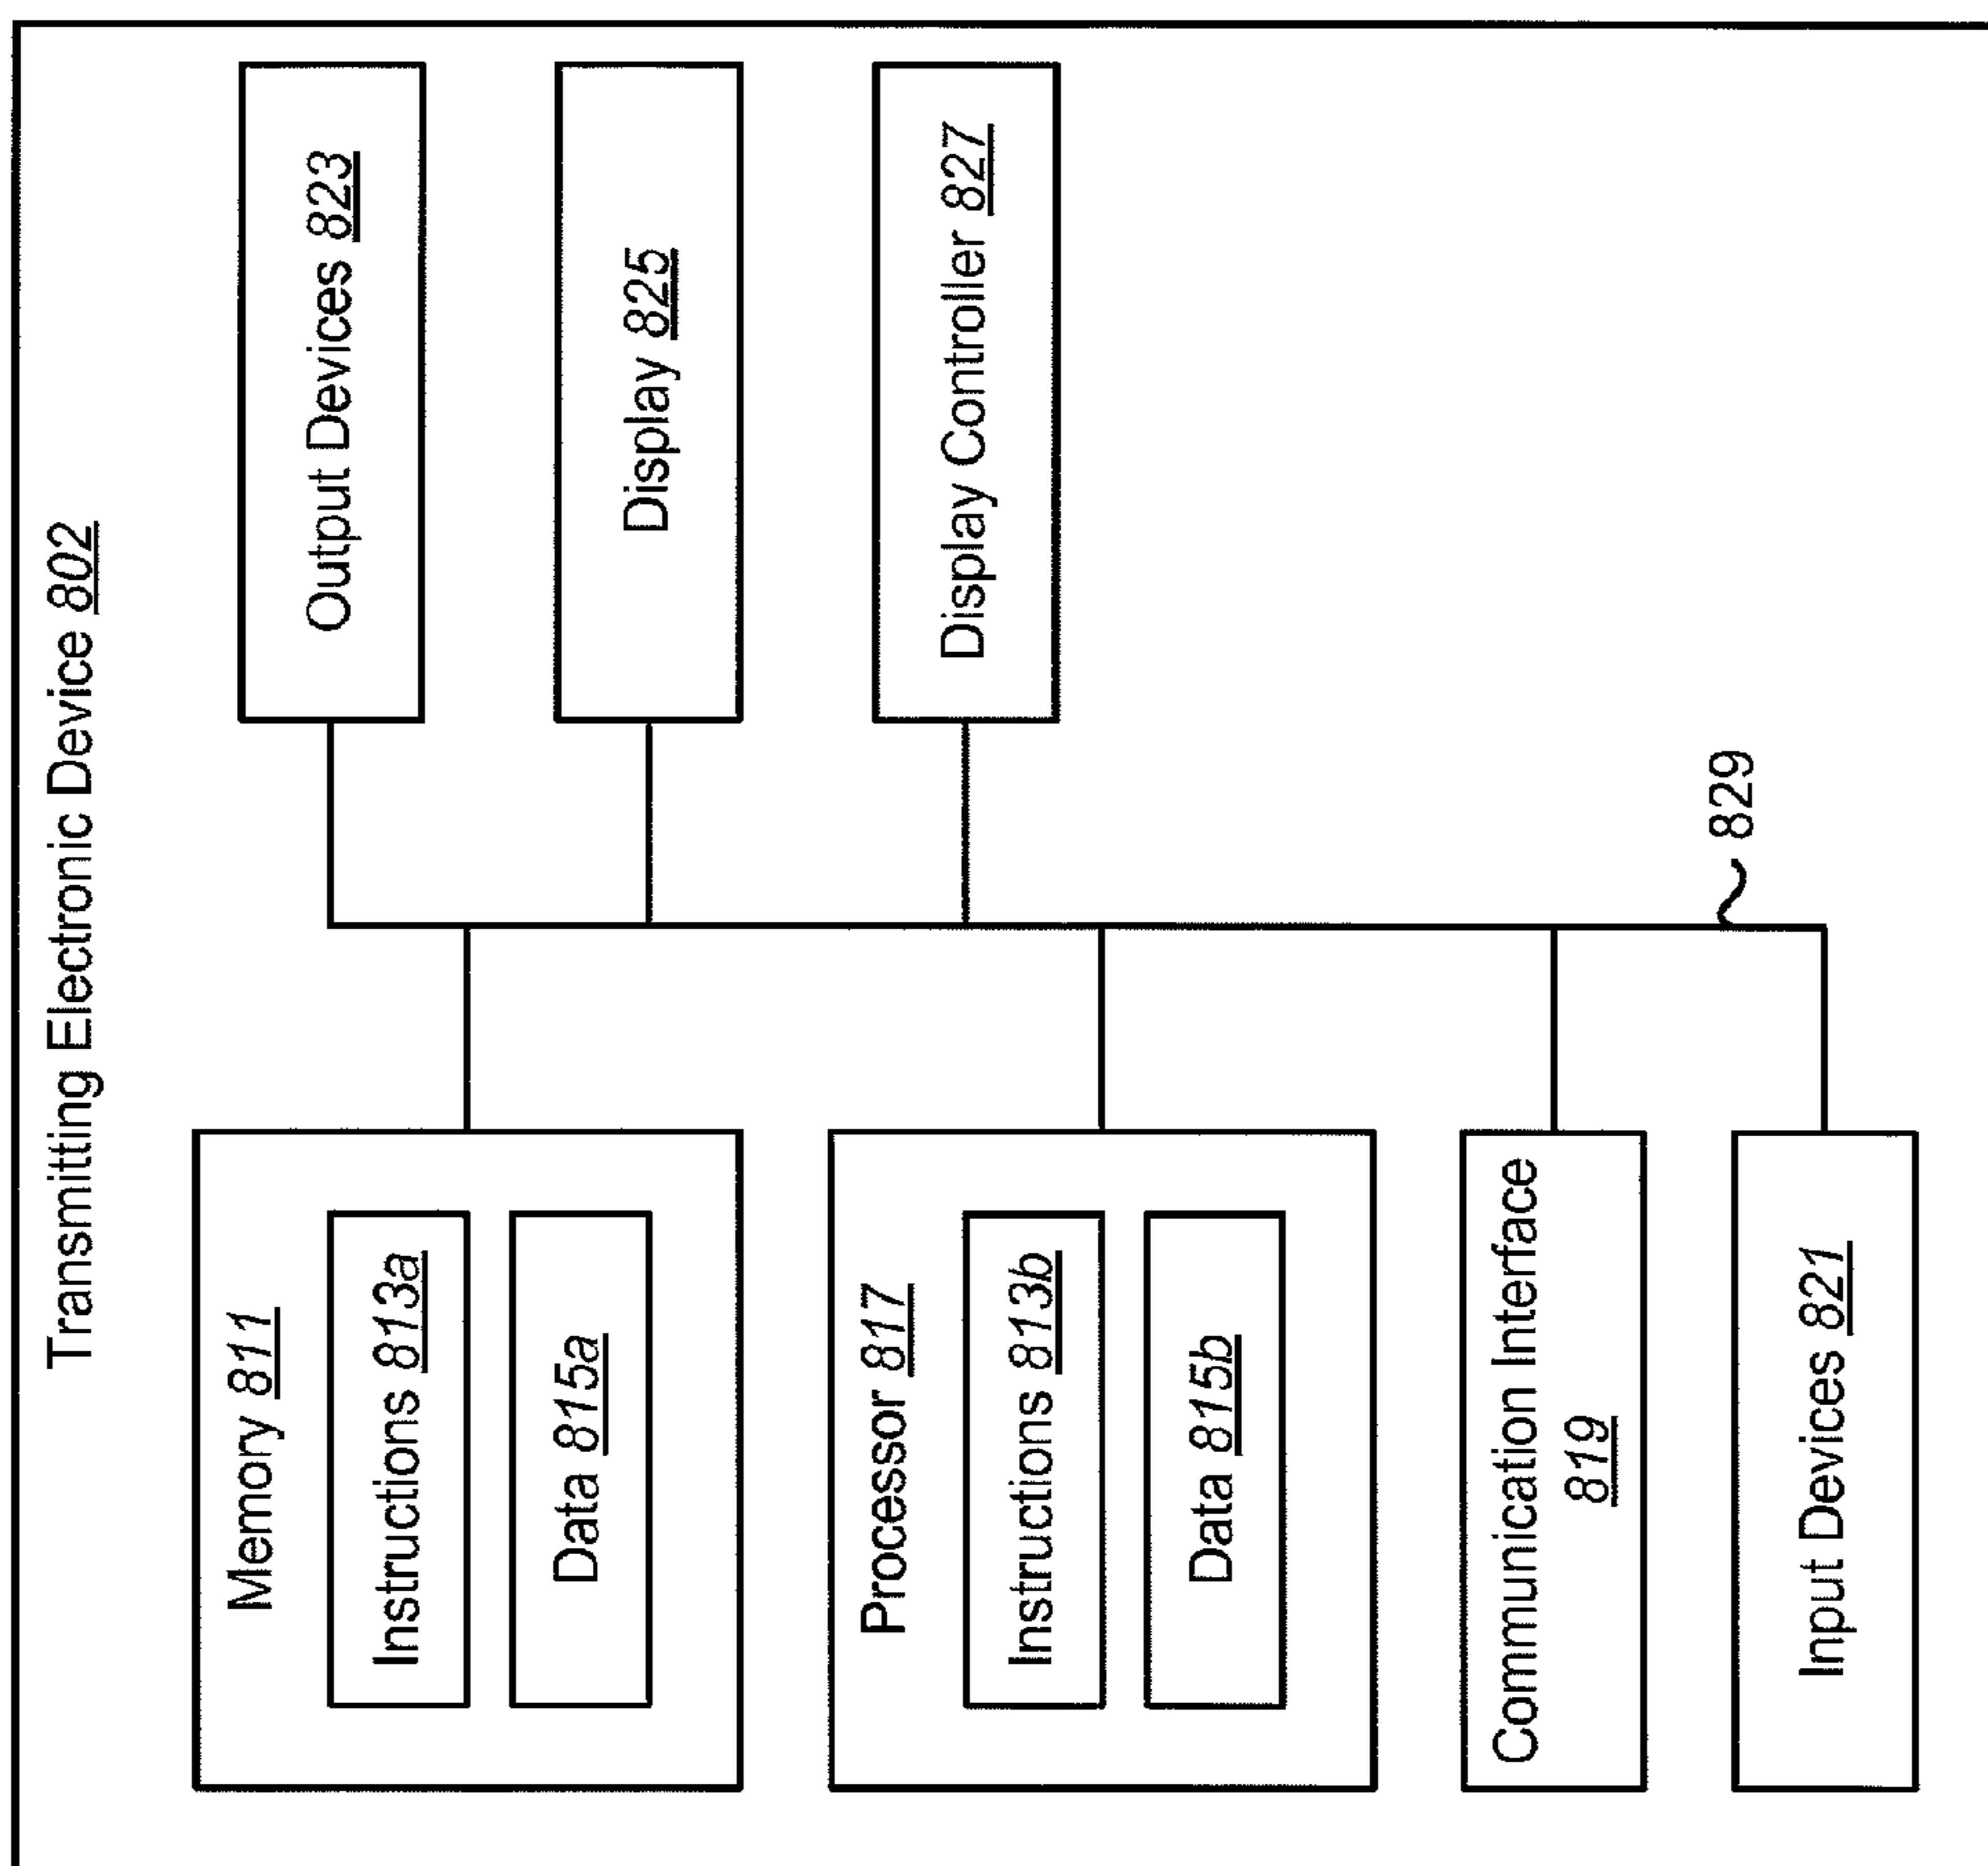 Transmitting Electronic Device 802
Memory 811
Instructions 813a
Data 815a
Processor 817
Instructions 813b
Data 815b
Communication Interface
819
Input Devices 821
Output Devices 823
Display 825
Display Controller 827
829